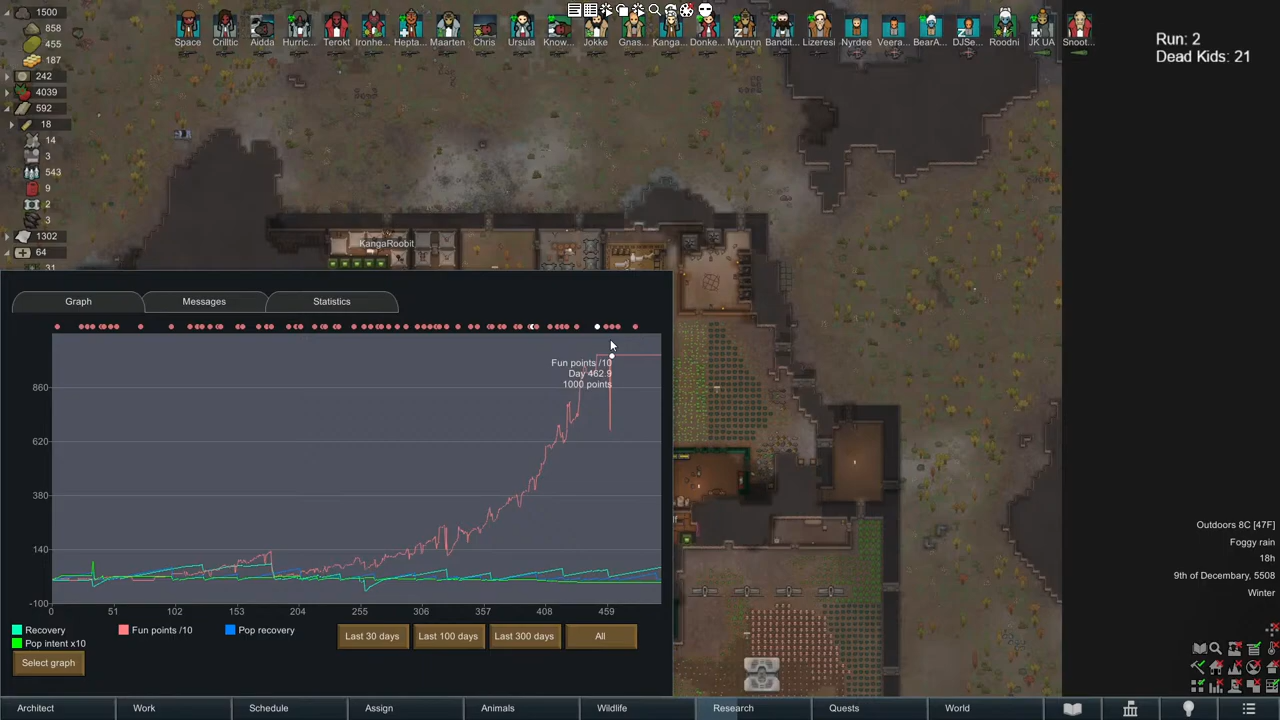 1500
858
455
187
242
4039
592
18
14
3
543
9
2
3
1302
64
31
Space
Crilltic
Aidda
Hurric...
Terokt
Ironhe...
Hepta...
Maarten
Chris
Ursula
Know...
Jokke
Gnas...
Kanga...
Donke...
Myunnn
Bandit...
Lizeresi
Nyrdee
Veera...
BearA...
DJSe...
Roodni
JK UA
Snoot...
Run: 2
Dead Kids: 21
KangaRoobit
Graph
Messages
Statistics
Fun points /10
Day 462.9
1000 points
860
620
380
140
-100
0
51
102
153
204
255
306
357
408
459
Recovery
Fun points /10
Pop recovery
Pop intent x10
Last 30 days
Last 100 days
Last 300 days
All
Select graph
Outdoors 8C [47F]
Foggy rain
18h
9th of Decembary, 5508
Winter
Architect
Work
Schedule
Assign
Animals
Wildlife
Research
Quests
World